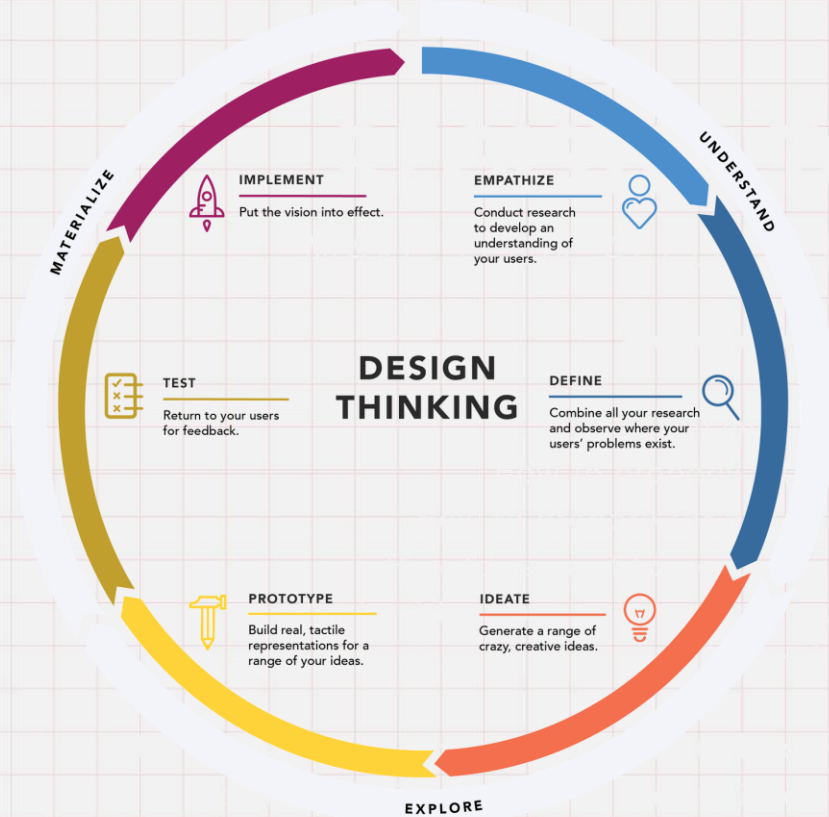 UNDERSTAND
EMPATHIZE
Conduct research
to develop an
understanding of
your users.
DEFINE
Combine all your research
and observe where your
users' problems exist.
IDEATE
Generate a range of
crazy, creative ideas.
EXPLORE
PROTOTYPE
Build real, tactile
representations for a
range of your ideas.
TEST
Return to your users
for feedback.
MATERIALIZE
IMPLEMENT
Put the vision into effect.
DESIGN
THINKING